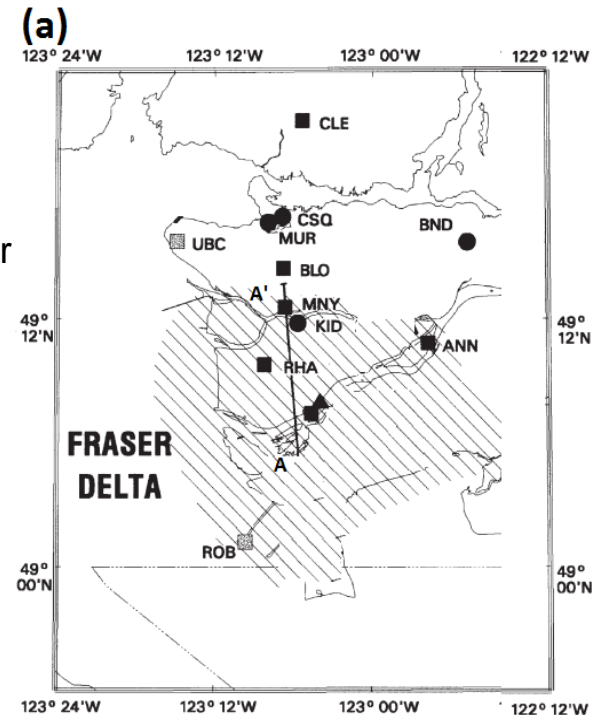 (a)
123° 24 'W 123° 12 'W 123° 00 'W 122° 12 'W
CLE
CSQ
MUR
BND
r
UBC
BLO
A'
MNY
KID
49°
12'N
49°
12'N
ANN
RHA
FRASER
DELTA
A
ROB
49°
00'N
49°
00'N
123° 24 'W 123° 12 'W 123° 00 'W 122° 12 'W